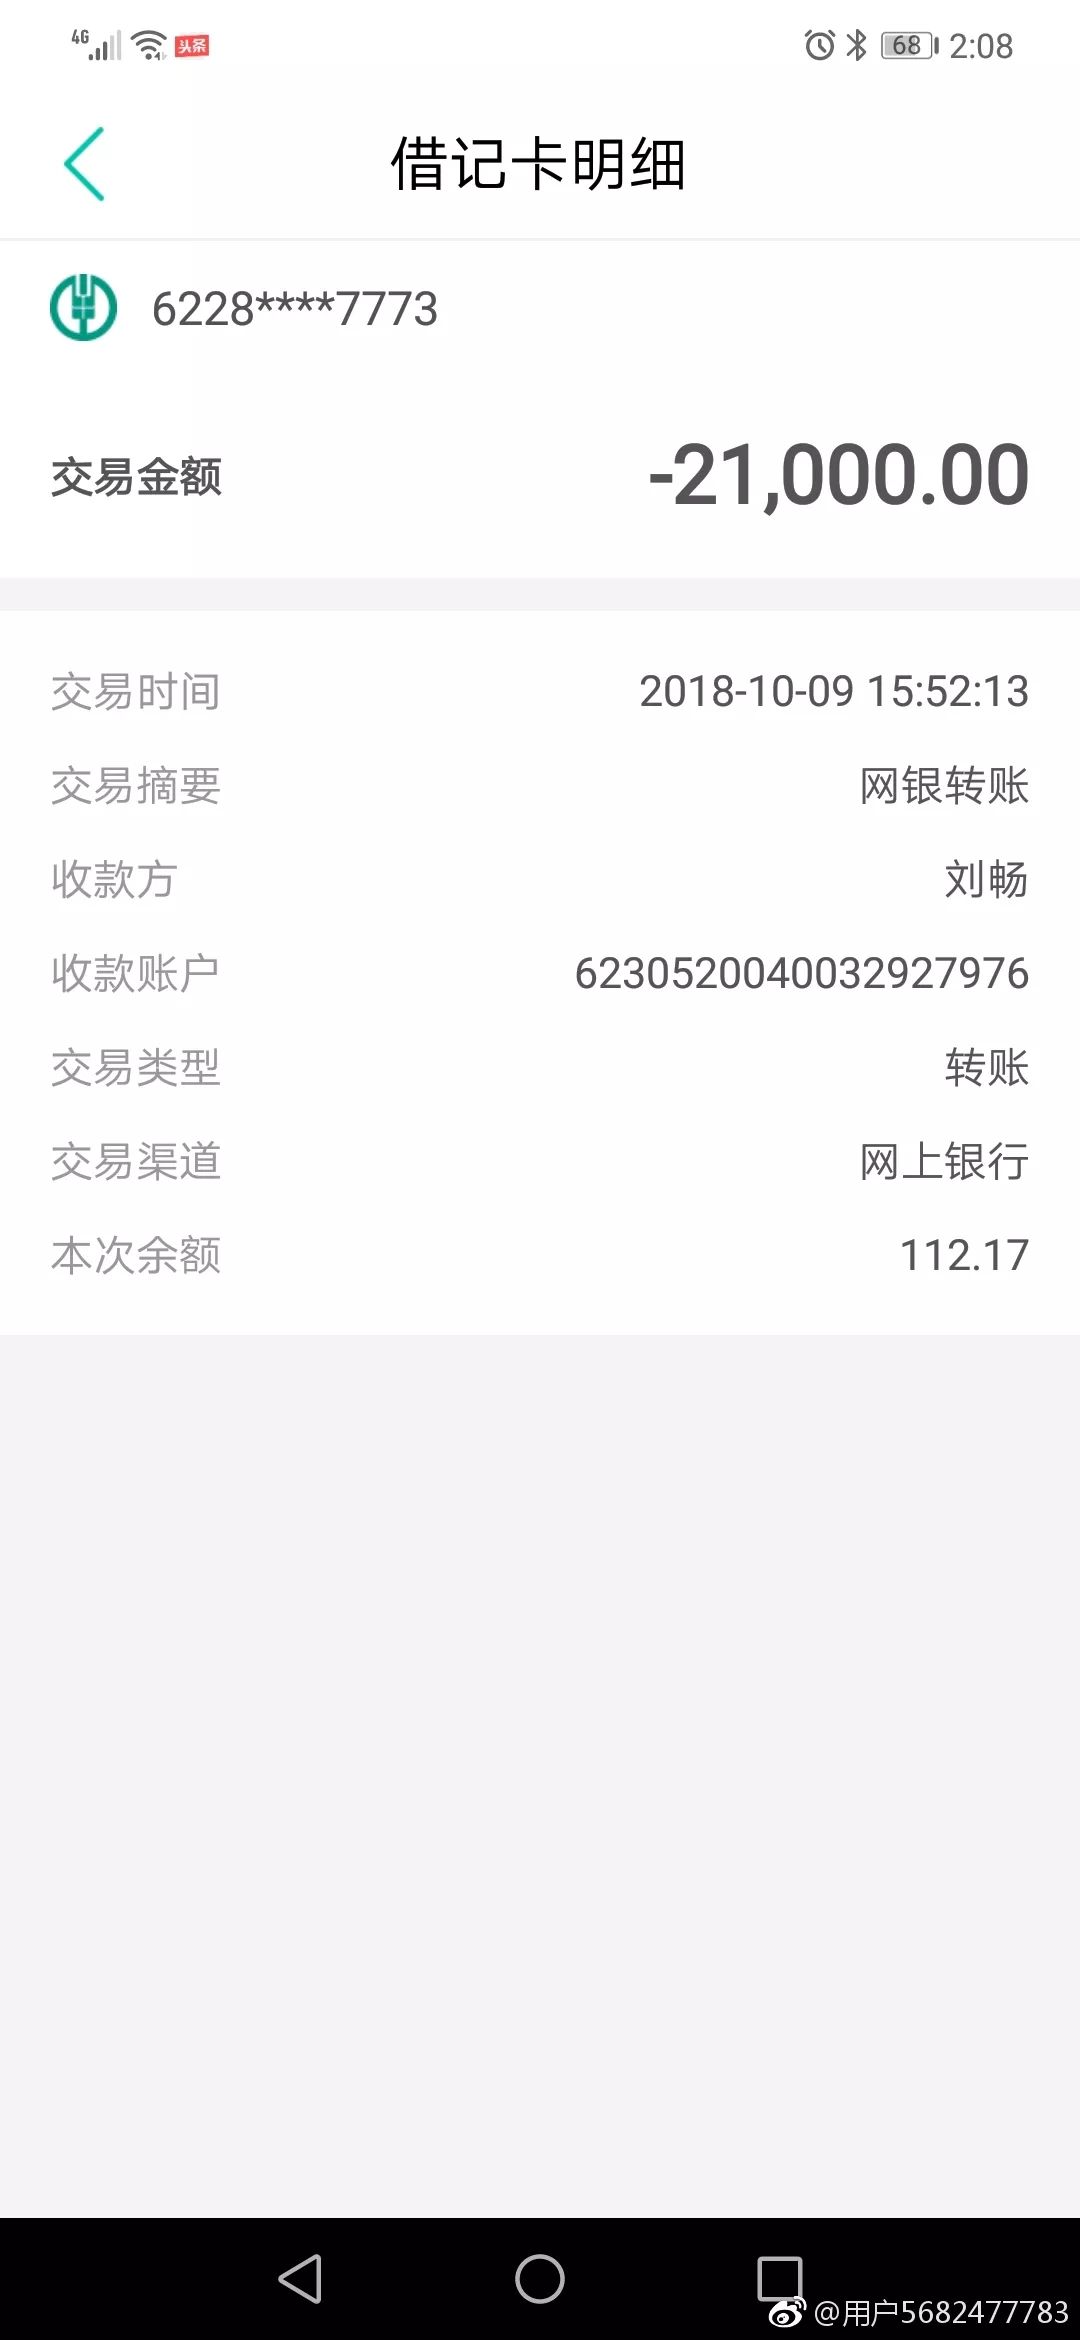 4G 头条 68 2:08
借记卡明细
6228****7773
交易金额 -21,000.00
交易时间 2018-10-09 15:52:13
交易摘要 网银转账
收款方 刘畅
收款账户 6230520040032927976
交易类型 转账
交易渠道 网上银行
本次余额 112.17
@用户5682477783